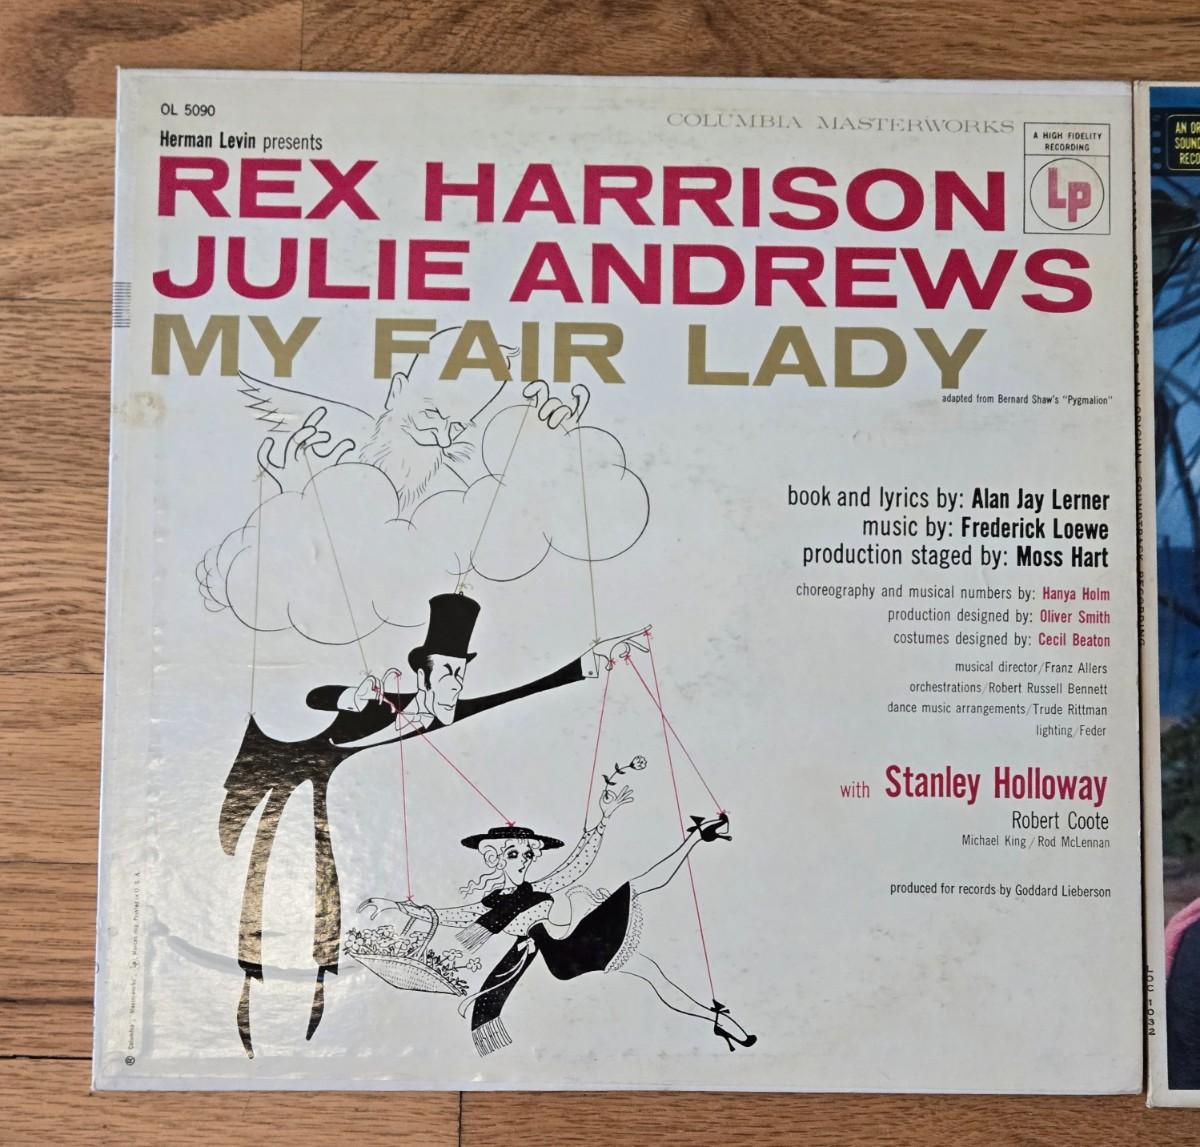 OL 5090
COLUMBIA MASTERWORKS
A HIGH FIDELITY
RECORDING
Lp
Herman Levin presents
REX HARRISON
JULIE ANDREWS
MY FAIR LADY
adapted from Bernard Shaw's "Pygmalion"
book and lyrics by: Alan Jay Lerner
music by: Frederick Loewe
production staged by: Moss Hart
choreography and musical numbers by: Hanya Holm
production designed by: Oliver Smith
costumes designed by: Cecil Beaton
musical director/Franz Allers
orchestrations/Robert Russell Bennett
dance music arrangements/Trude Rittman
lighting/Feder
with Stanley Holloway
Robert Coote
Michael King/Rod McLennan
produced for records by Goddard Lieberson
AN
SOUND